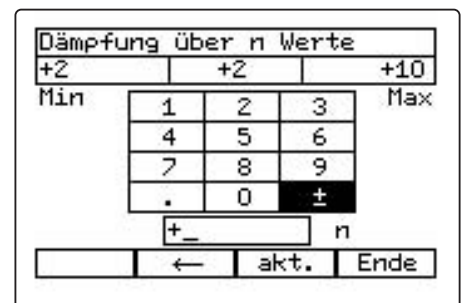 Dämpfung über n Werte
+2 +2 +10
Min 1 2 3 Max
4 5 6
7 8 9
. 0 ±
+_ n
← akt. Ende